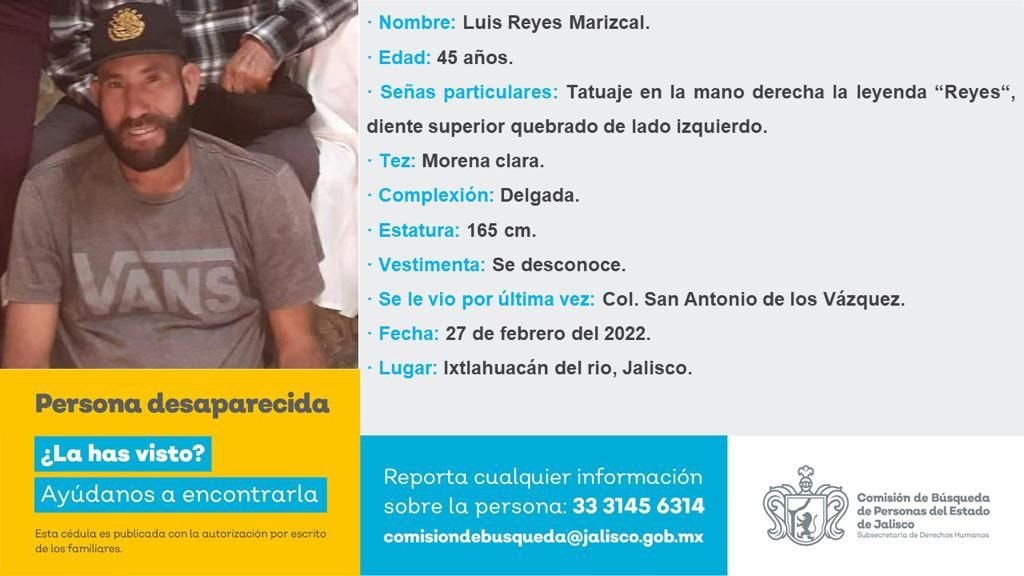 · Nombre: Luis Reyes Marizcal.
· Edad: 45 años.
· Señas particulares: Tatuaje en la mano derecha la leyenda “Reyes“,
diente superior quebrado de lado izquierdo.
· Tez: Morena clara.
· Complexión: Delgada.
· Estatura: 165 cm.
· Vestimenta: Se desconoce.
· Se le vio por última vez: Col. San Antonio de los Vázquez.
· Fecha: 27 de febrero del 2022.
· Lugar: Ixtlahuacán del rio, Jalisco.
VANS
Persona desaparecida
¿La has visto?
Ayúdanos a encontrarla
Esta cédula es publicada con la autorización por escrito
de los familiares.
Reporta cualquier información
sobre la persona: 33 3145 6314
comisiondebusqueda@jalisco.gob.mx
Comisión de Búsqueda
de Personas del Estado
de Jalisco
Subsecretaría de Derechos Humanos